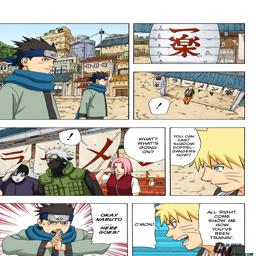 一
楽
!
YOU CAN
CAST
SHADOW
DOPPEL-
GANGERS
NOW?
WHAT?
WHAT'S
GOING
ON?
!
ラ
メ
ALL RIGHT,
COME
SHOW ME
HOW
YOU'VE
BEEN
TRAININ'.
C'MON!
OKAY
NARUTO
HERE
GOES!